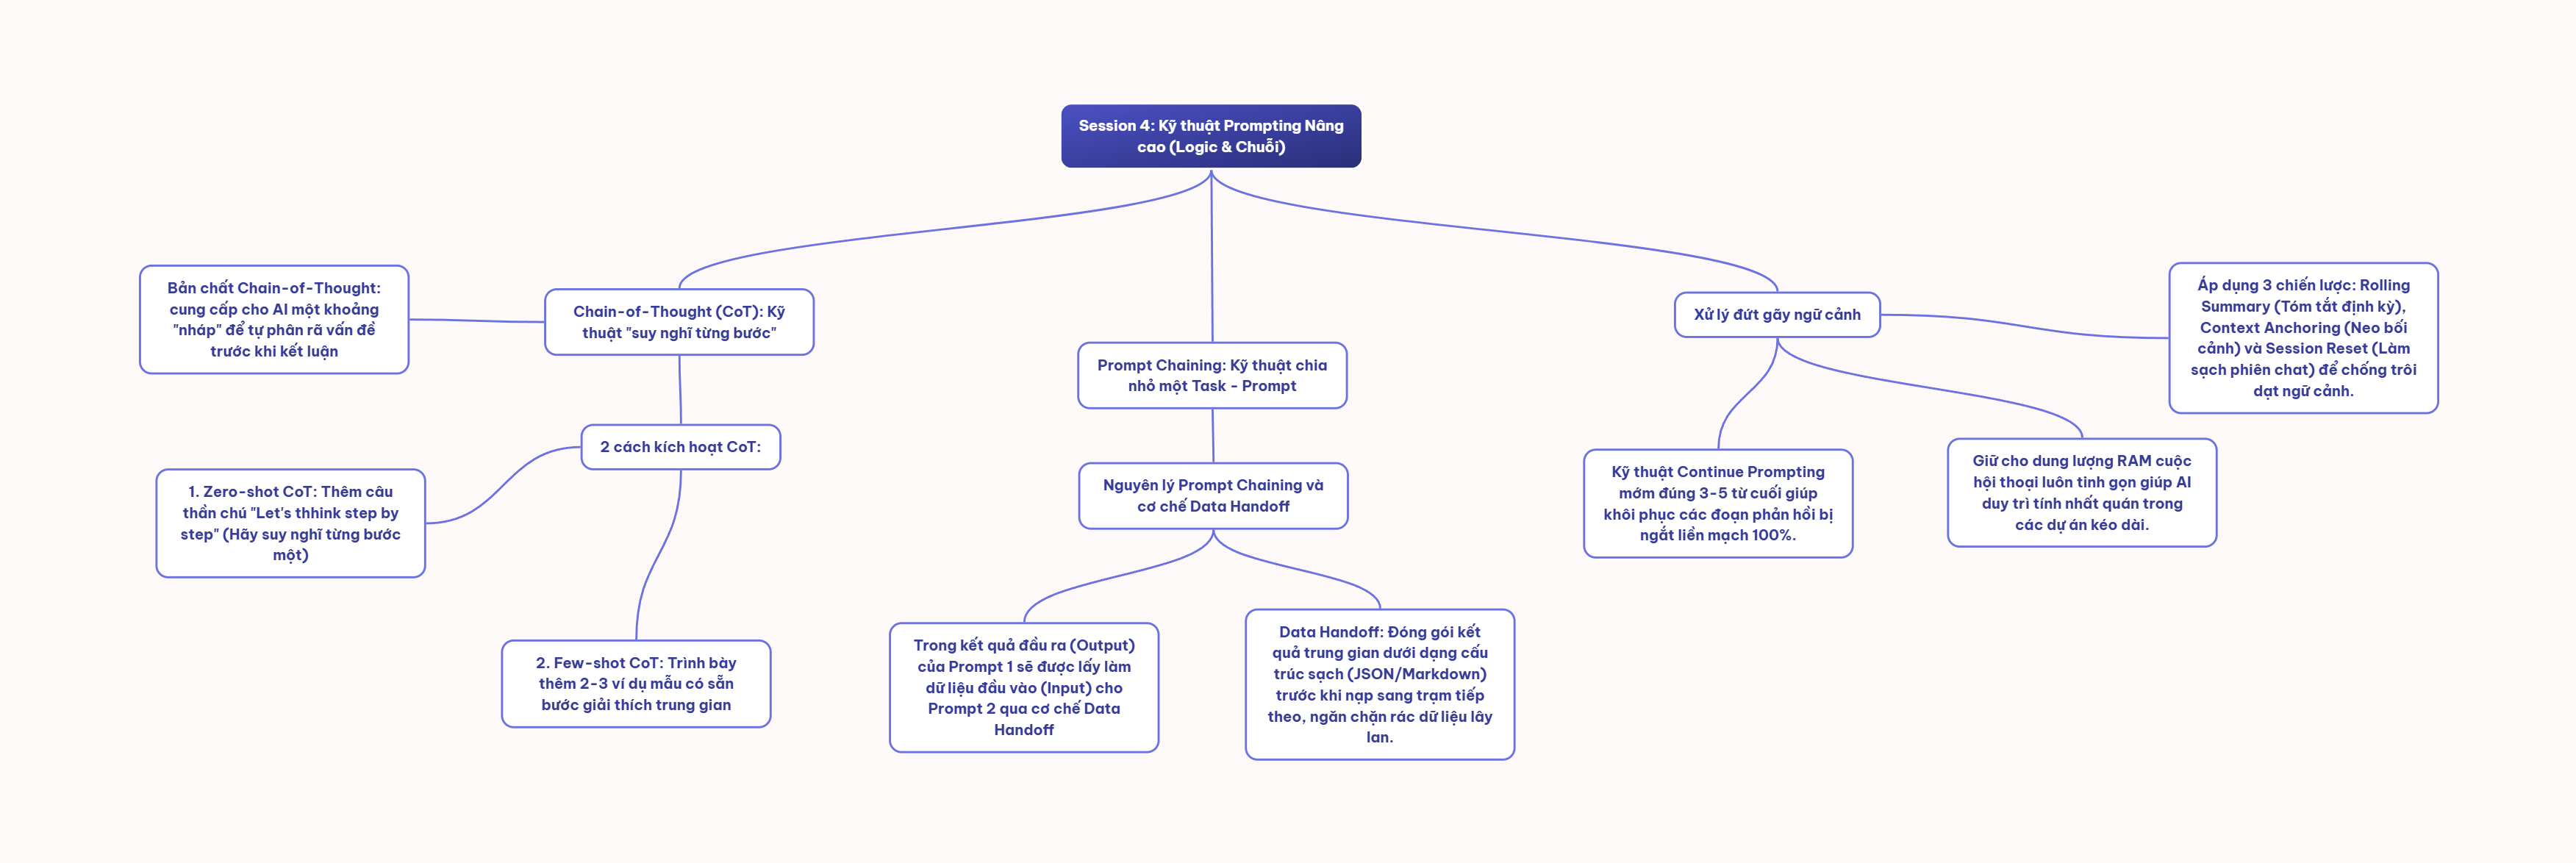 Session 4: Kỹ thuật Prompting Nâng
cao (Logic & Chuỗi)
Bản chất Chain-of-Thought:
cung cấp cho AI một khoảng
"nháp" để tự phân rã vấn đề
trước khi kết luận
Chain-of-Thought (CoT): Kỹ
thuật "suy nghĩ từng bước"
2 cách kích hoạt CoT:
1. Zero-shot CoT: Thêm câu
thần chú "Let's thhink step by
step" (Hãy suy nghĩ từng bước
một)
2. Few-shot CoT: Trình bày
thêm 2-3 ví dụ mẫu có sẵn
bước giải thích trung gian
Prompt Chaining: Kỹ thuật chia
nhỏ một Task - Prompt
Nguyên lý Prompt Chaining và
cơ chế Data Handoff
Trong kết quả đầu ra (Output)
của Prompt 1 sẽ được lấy làm
dữ liệu đầu vào (Input) cho
Prompt 2 qua cơ chế Data
Handoff
Data Handoff: Đóng gói kết
quả trung gian dưới dạng cấu
trúc sạch (JSON/Markdown)
trước khi nạp sang trạm tiếp
theo, ngăn chặn rác dữ liệu lây
lan.
Xử lý đứt gãy ngữ cảnh
Kỹ thuật Continue Prompting
mớm đúng 3-5 từ cuối giúp
khôi phục các đoạn phản hồi bị
ngắt liền mạch 100%.
Giữ cho dung lượng RAM cuộc
hội thoại luôn tinh gọn giúp AI
duy trì tính nhất quán trong
các dự án kéo dài.
Áp dụng 3 chiến lược: Rolling
Summary (Tóm tắt định kỳ),
Context Anchoring (Neo bối
cảnh) và Session Reset (Làm
sạch phiên chat) để chống trôi
dạt ngữ cảnh.